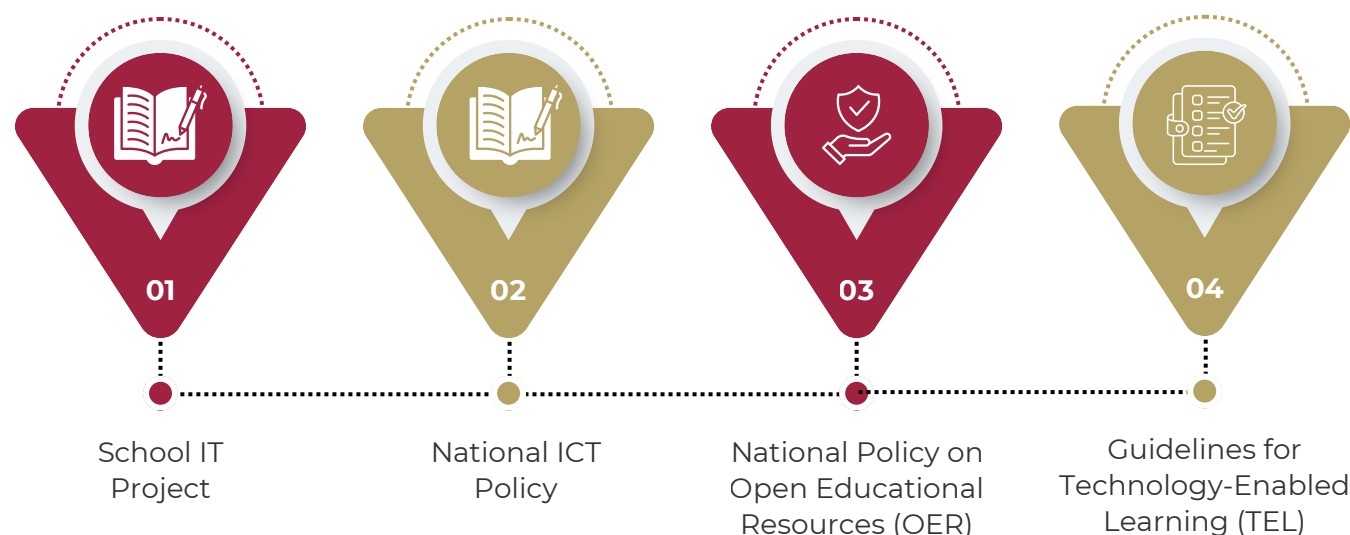 01
02
03
04
School IT
Project
National ICT
Policy
National Policy on
Open Educational
Resources (OER)
Guidelines for
Technology-Enabled
Learning (TEL)